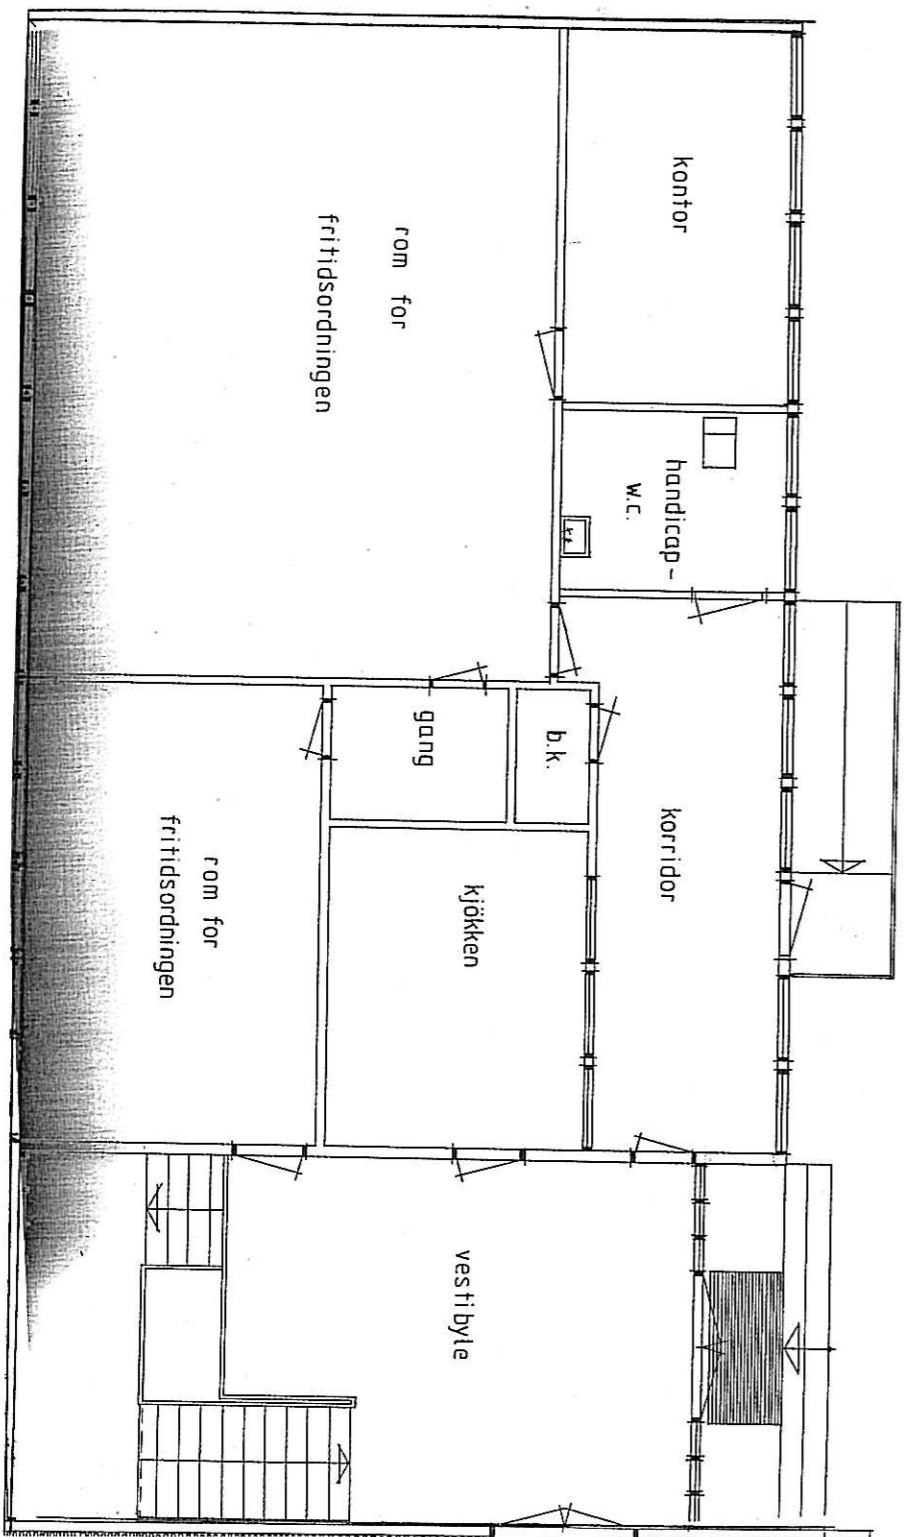 kontor
rom for
fritidsordningen
handicap-
w.c.
gang
b.k.
korridor
kjökken
rom for
fritidsordningen
vestibyle